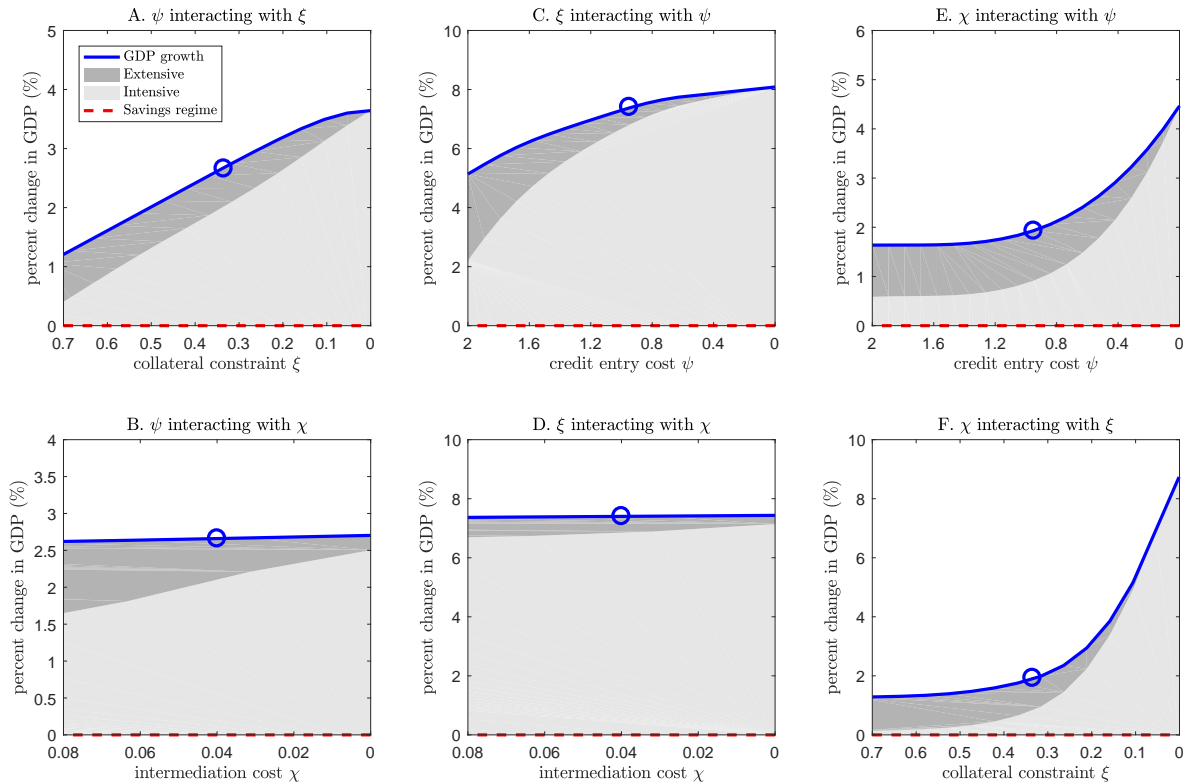 A. ψ interacting with ξ
percent change in GDP (%)
5
4
3
2
1
0
GDP growth
Extensive
Intensive
Savings regime
0.7 0.6 0.5 0.4 0.3 0.2 0.1 0
collateral constraint ξ
C. ξ interacting with ψ
percent change in GDP (%)
10
8
6
4
2
0
2 1.6 1.2 0.8 0.4 0
credit entry cost ψ
E. χ interacting with ψ
percent change in GDP (%)
6
5
4
3
2
1
0
2 1.6 1.2 0.8 0.4 0
credit entry cost ψ
B. ψ interacting with χ
percent change in GDP (%)
4
3.5
3
2.5
2
1.5
1
0.5
0
0.08 0.06 0.04 0.02 0
intermediation cost χ
D. ξ interacting with χ
percent change in GDP (%)
10
8
6
4
2
0
0.08 0.06 0.04 0.02 0
intermediation cost χ
F. χ interacting with ξ
percent change in GDP (%)
10
8
6
4
2
0
0.7 0.6 0.5 0.4 0.3 0.2 0.1 0
collateral constraint ξ